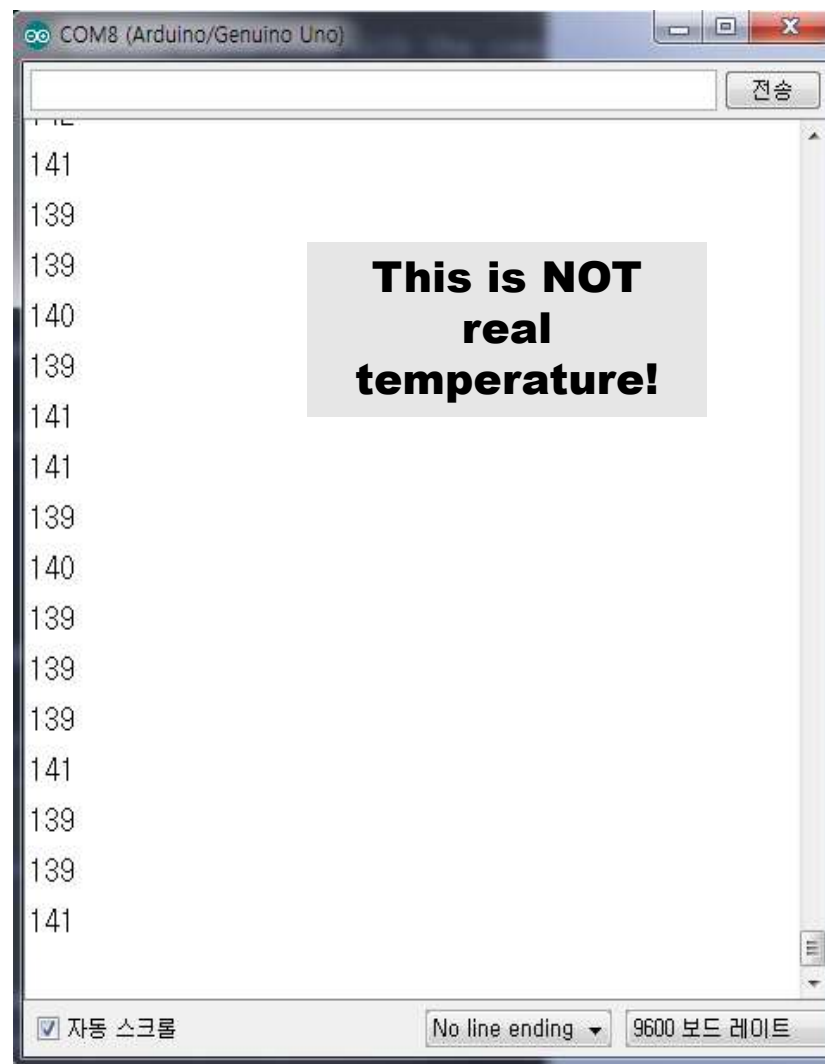 COM8 (Arduino/Genuino Uno)
전송
141
139
139
140
139
141
141
139
140
139
139
139
141
139
139
141
This is NOT
real
temperature!
자동 스크롤
No line ending
9600 보드 레이트